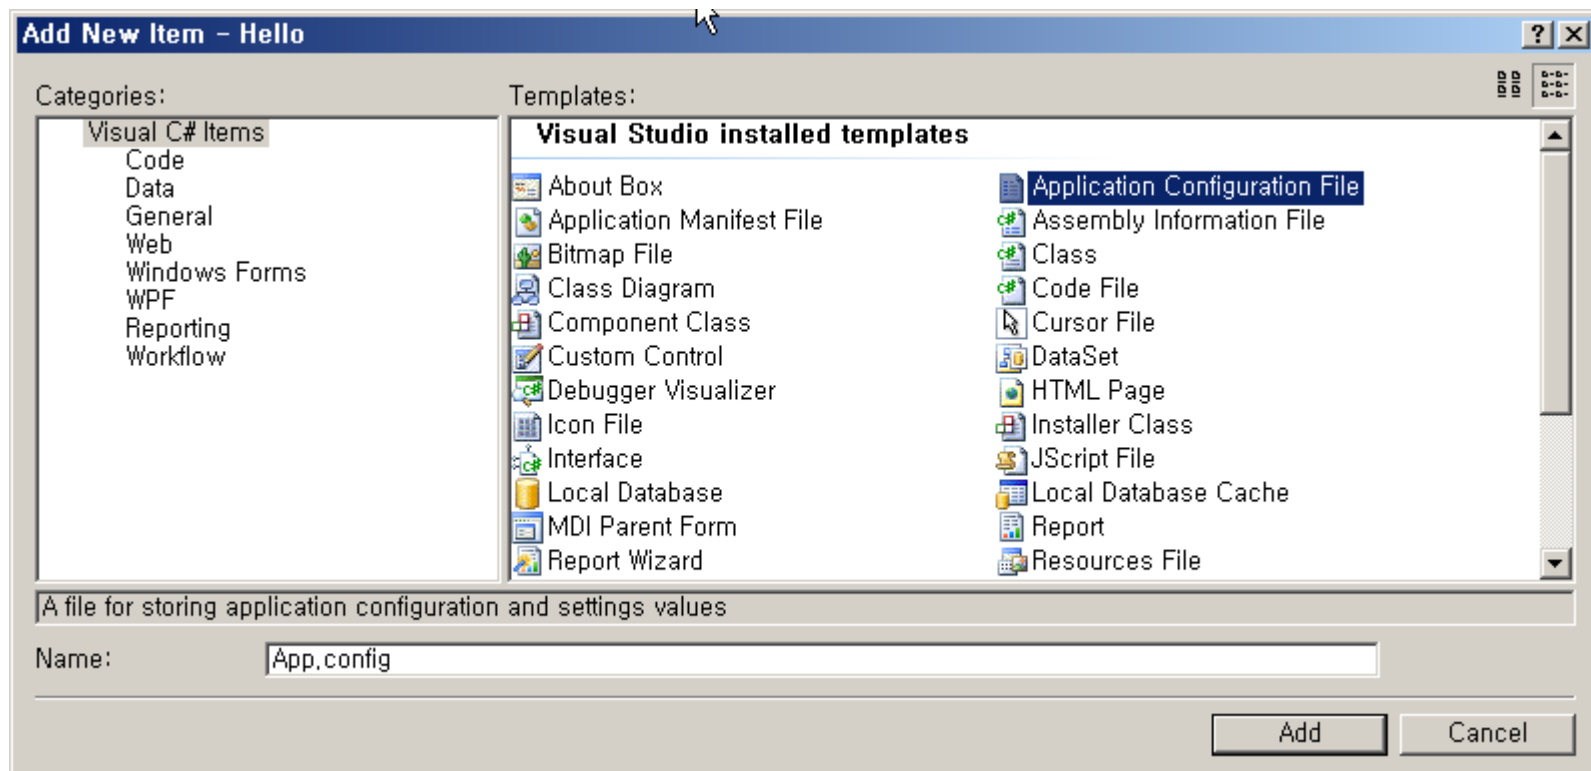 Add New Item - Hello
Categories:
Templates:
Visual C# Items
Code
Data
General
Web
Windows Forms
WPF
Reporting
Workflow
Visual Studio installed templates
About Box
Application Configuration File
Application Manifest File
Assembly Information File
Bitmap File
Class
Class Diagram
Code File
Component Class
Cursor File
Custom Control
DataSet
Debugger Visualizer
HTML Page
Icon File
Installer Class
Interface
JScript File
Local Database
Local Database Cache
MDI Parent Form
Report
Report Wizard
Resources File
A file for storing application configuration and settings values
Name:
App.config
Add
Cancel